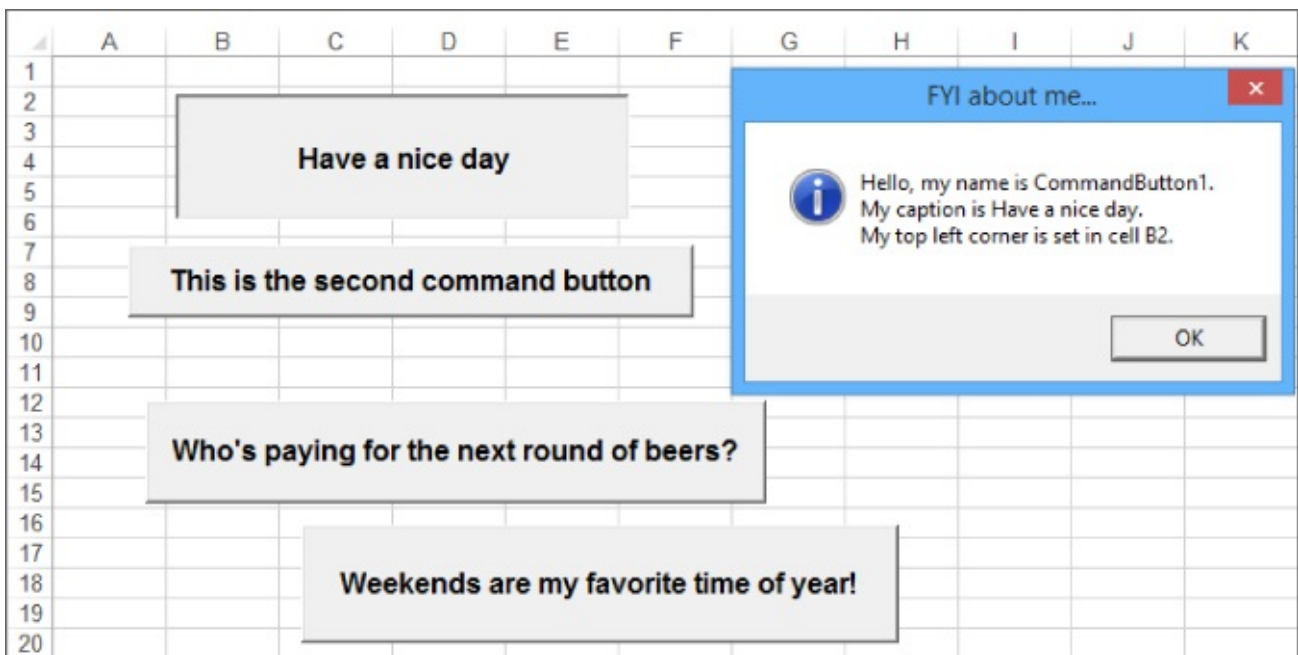 A B C D E F G H I J K
1
2
3
4
5
6
7
8
9
10
11
12
13
14
15
16
17
18
19
20
Have a nice day
This is the second command button
Who's paying for the next round of beers?
Weekends are my favorite time of year!
FYI about me...
Hello, my name is CommandButton1.
My caption is Have a nice day.
My top left corner is set in cell B2.
OK